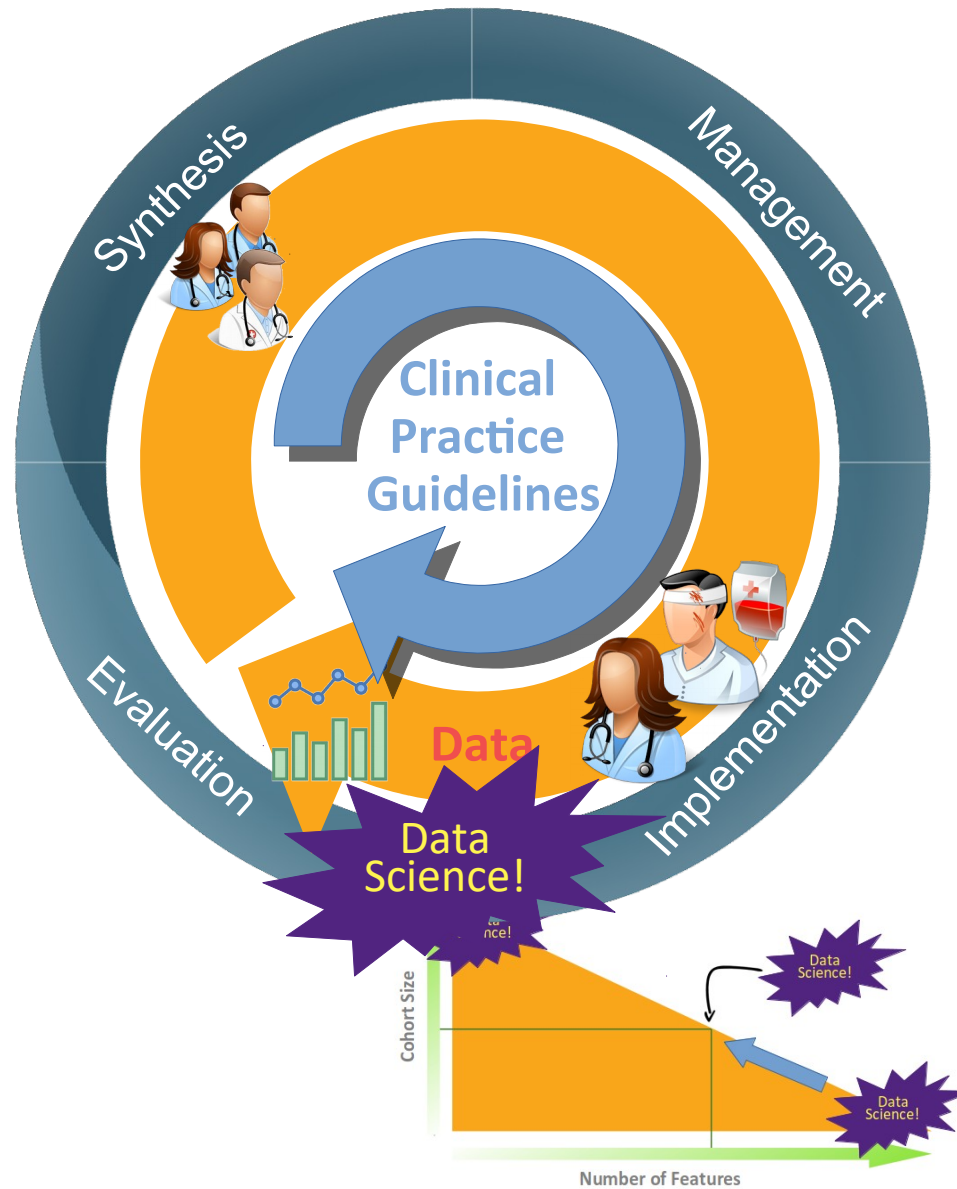 Synthesis
Management
Clinical
Practice
Guidelines
Evaluation
Implementation
Data
Data
Science!
nce!
Data
Science!
Cohort Size
Data
Science!
Number of Features